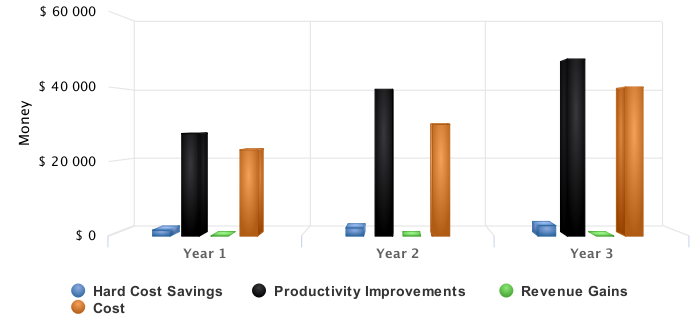 $ 60 000
$ 40 000
$ 20 000
$ 0
Money
Year 1
Year 2
Year 3
Hard Cost Savings
Productivity Improvements
Revenue Gains
Cost